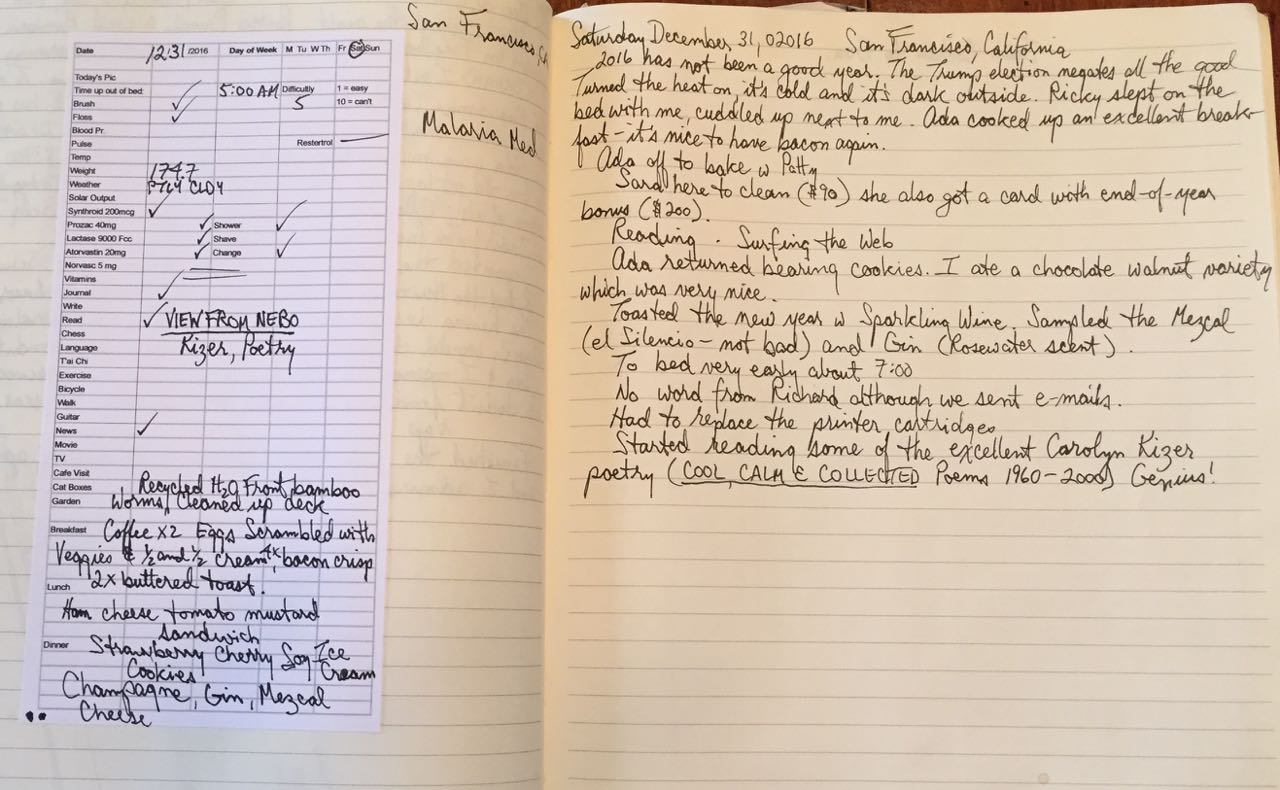 San Francisco, CA
Malaria Med
Date 12/31/2016 Day of Week M Tu W Th Fr Sat Sun
Today's Pic
Time up out of bed: 5:00 AM Difficultly 5 1 = easy
Brush 10 = can't
Floss
Blood Pr.
Pulse Restertrol
Temp
Weight 174.7
Weather PTLY CLDY
Solar Output
Synthroid 200mcg
Prozac 40mg Shower
Lactase 9000 Fcc Shave
Atorvastin 20mg Change
Norvasc 5 mg
Vitamins
Journal
Write
Read VIEW FROM NEBO
Chess Kizer, Poetry
Language
T'ai Chi
Exercise
Bicycle
Walk
Guitar
News
Movie
TV
Cafe Visit
Cat Boxes Recycled H2O Front, bamboo
Garden Worms, Cleaned up deck
Breakfast Coffee X2 Eggs Scrambled with
Veggies & 1/2 and 1/2 cream, 4x bacon crisp
2x buttered toast.
Lunch
Ham cheese tomato mustard
sandwich
Dinner Strawberry Cherry Soy Ice
Cookies Cream
Champagne, Gin, Mezcal
Cheese
Saturday December 31, 02016 San Francisco, California
2016 has not been a good year. The Trump election negates all the good
Turned the heat on, it's cold and it's dark outside. Ricky slept on the
bed with me, cuddled up next to me. Ada cooked up an excellent break-
fast - it's nice to have bacon again.
Ada off to bake w Patty
Sara here to clean ($90) she also got a card with end-of-year
bonus ($200).
Reading. Surfing the Web
Ada returned bearing cookies. I ate a chocolate walnut variety
which was very nice.
Toasted the new year w Sparkling Wine, Sampled the Mezcal
(el Silencio - not bad) and Gin (Rosewater scent).
To bed very early about 7:00
No word from Richard although we sent e-mails.
Had to replace the printer cartridges
Started reading some of the excellent Carolyn Kizer
poetry (COOL, CALM & COLLECTED Poems 1960-2000) Genius!